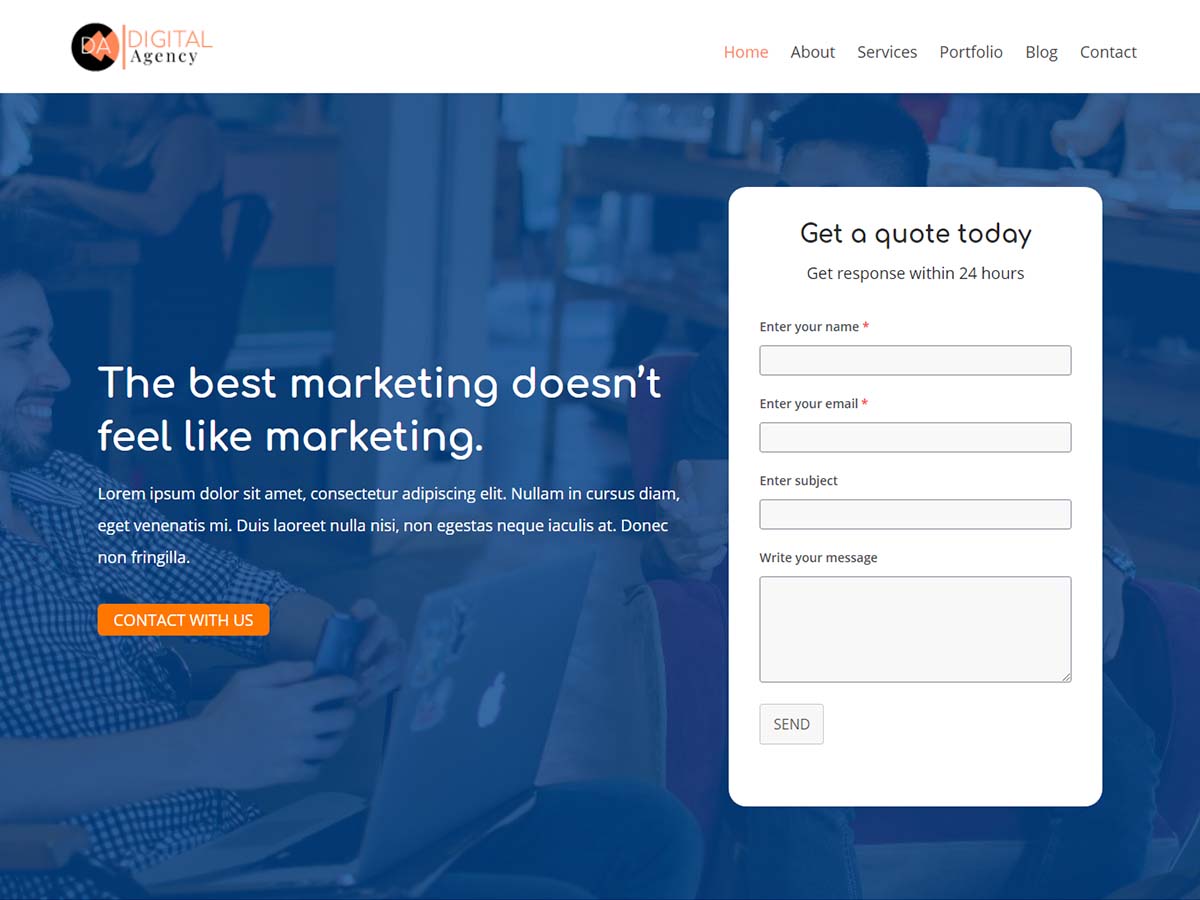 DA
DIGITAL
Agency
Home About Services Portfolio Blog Contact
The best marketing doesn’t
feel like marketing.
Lorem ipsum dolor sit amet, consectetur adipiscing elit. Nullam in cursus diam,
eget venenatis mi. Duis laoreet nulla nisi, non egestas neque iaculis at. Donec
non fringilla.
CONTACT WITH US
Get a quote today
Get response within 24 hours
Enter your name *
Enter your email *
Enter subject
Write your message
SEND